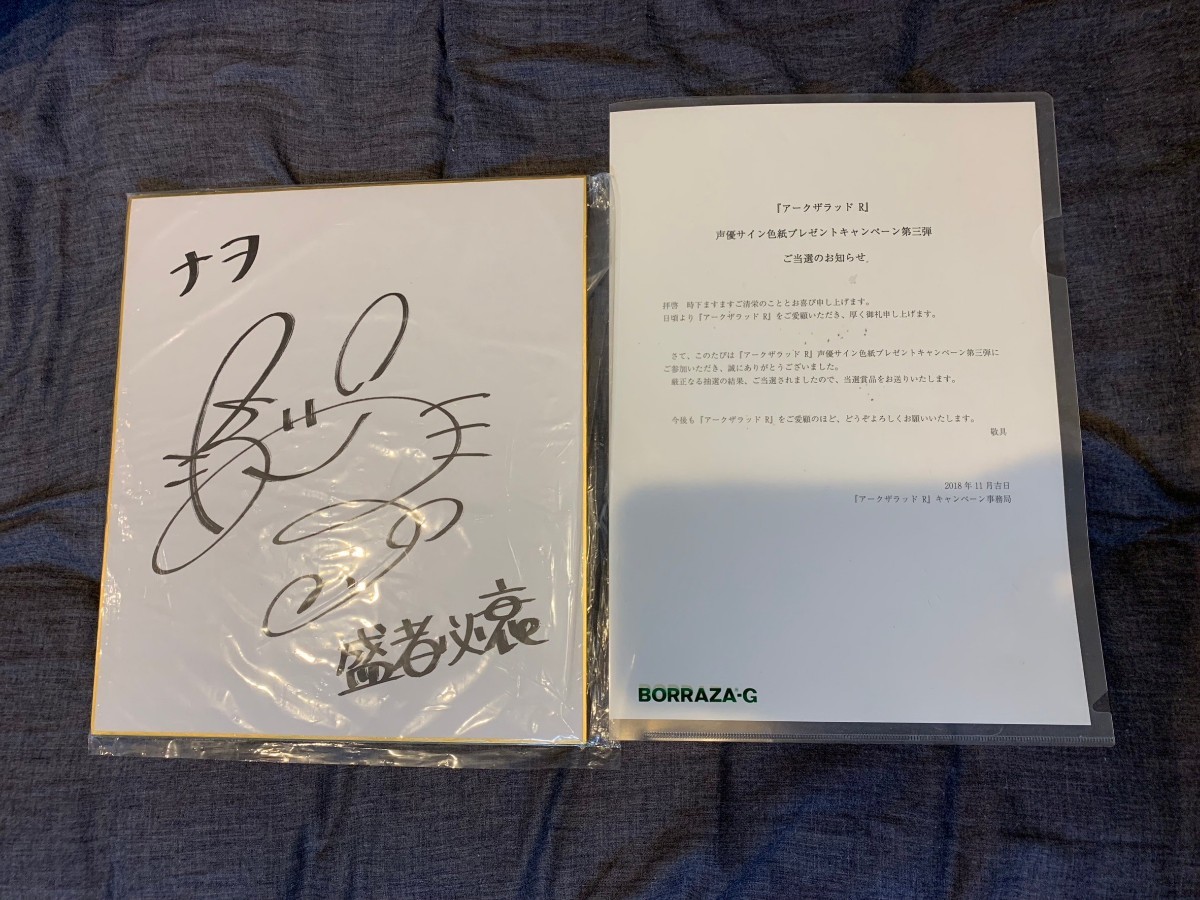 ナヲ
盛者必衰
『アークザラッド R』
声優サイン色紙プレゼントキャンペーン第三弾
ご当選のお知らせ
拝啓　時下ますますご清栄のこととお喜び申し上げます。
日頃より『アークザラッド R』をご愛顧いただき、厚く御礼申し上げます。
さて、このたびは『アークザラッド R』声優サイン色紙プレゼントキャンペーン第三弾に
ご参加いただき、誠にありがとうございました。
厳正なる抽選の結果、ご当選されましたので、当選賞品をお送りいたします。
今後も『アークザラッド R』をご愛顧のほど、どうぞよろしくお願いいたします。
敬具
2018 年 11 月吉日
『アークザラッド R』キャンペーン事務局
BORRAZA-G